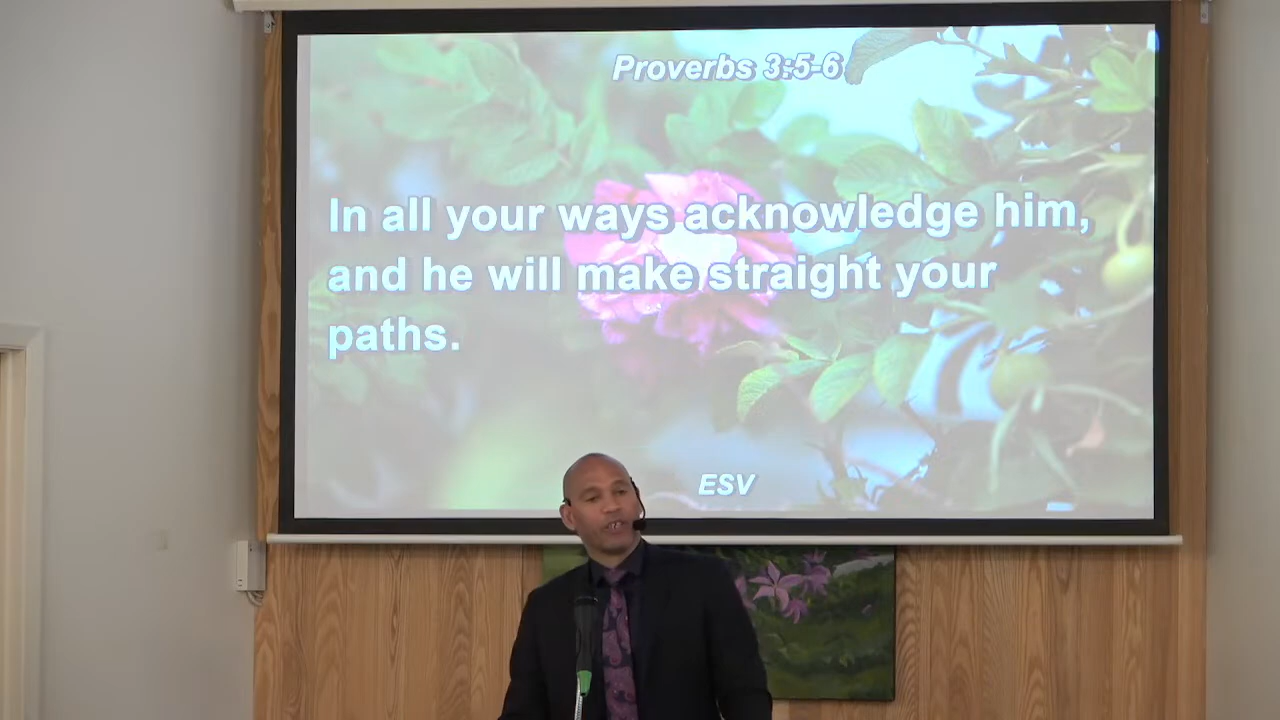 Proverbs 3:5-6
In all your ways acknowledge him,
and he will make straight your
paths.
ESV